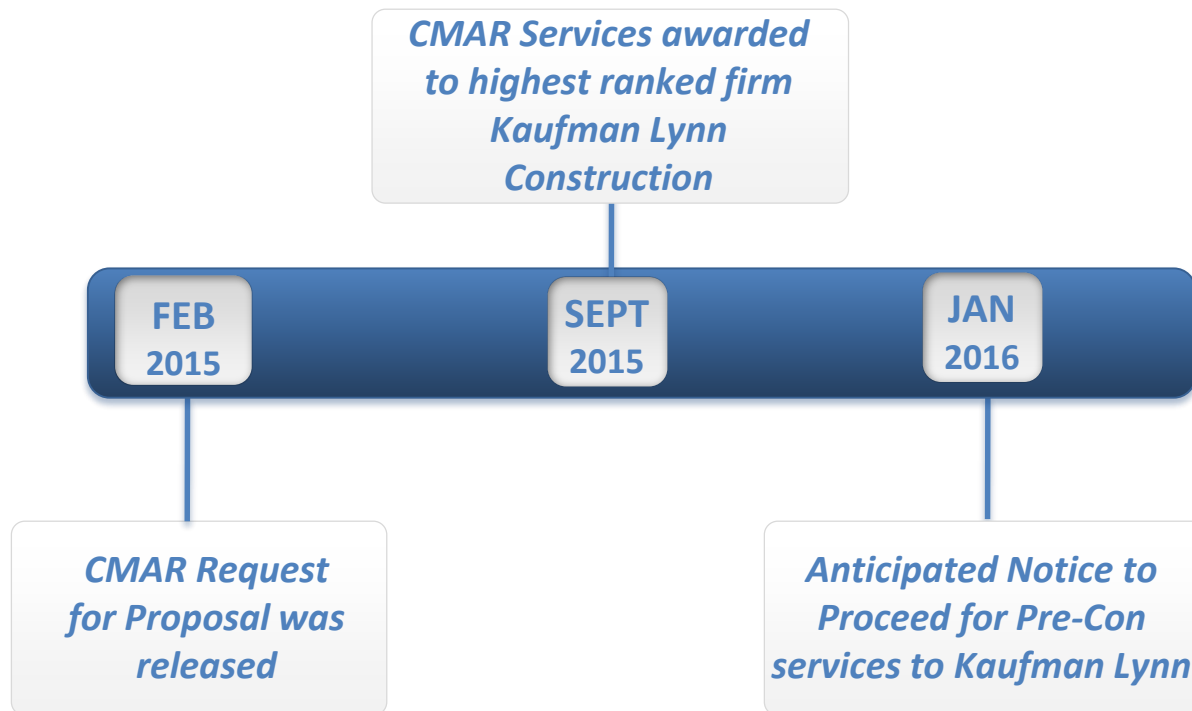 CMAR Services awarded
to highest ranked firm
Kaufman Lynn
Construction
FEB
2015
SEPT
2015
JAN
2016
CMAR Request
for Proposal was
released
Anticipated Notice to
Proceed for Pre-Con
services to Kaufman Lynn